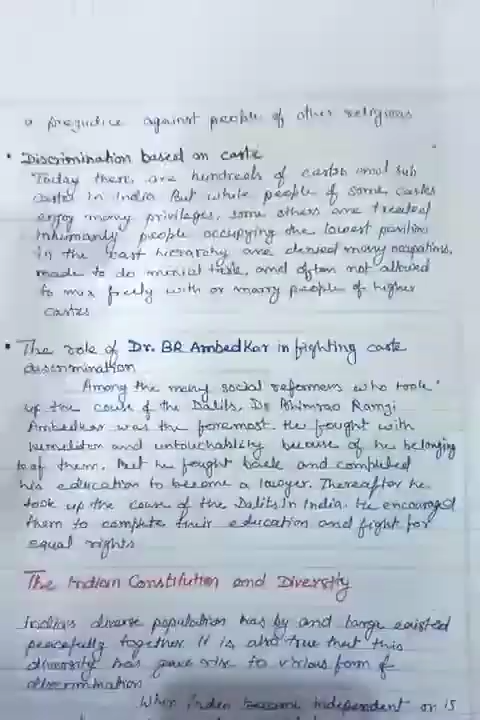 prejudice against people of other religions
• Discrimination based on caste
Today there are hundreds of castes and sub
castes in India But while people of some castes
enjoy many privileges, some others are treated
inhumanly people occupying the lowest position
in the cast hierarchy are denied many occupations,
made to do menial task, and often not allowed
to mix freely with or marry people of higher
castes
• The role of Dr. BR Ambedkar in fighting caste
discrimination
Among the many social reformers who took
up the cause of the Dalits, Dr Bhimrao Ramji
Ambedkar was the foremost. He fought with
and untouchability because of he belonging
to of them. But he fought back and completed
his education to become a lawyer. Thereafter he
took up the cause of the Dalits in India. He encouraged
them to complete their education and fight for
equal rights
The Indian Constitution and Diversity
India's diverse population has by and large existed
peacefully together It is also true that this
diversity has gave rise to various form of
discrimination
When India become independent on 15